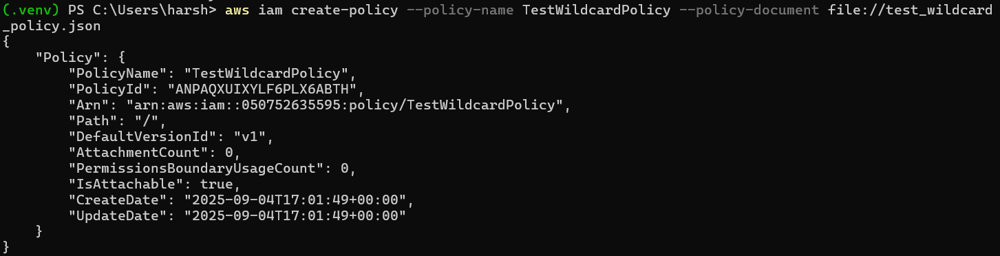 (.venv) PS C:\Users\harsh> aws iam create-policy --policy-name TestWildcardPolicy --policy-document file://test_wildcard
_policy.json
{
    "Policy": {
        "PolicyName": "TestWildcardPolicy",
        "PolicyId": "ANPAQXUIXYLF6PLX6ABTH",
        "Arn": "arn:aws:iam::050752635595:policy/TestWildcardPolicy",
        "Path": "/",
        "DefaultVersionId": "v1",
        "AttachmentCount": 0,
        "PermissionsBoundaryUsageCount": 0,
        "IsAttachable": true,
        "CreateDate": "2025-09-04T17:01:49+00:00",
        "UpdateDate": "2025-09-04T17:01:49+00:00"
    }
}